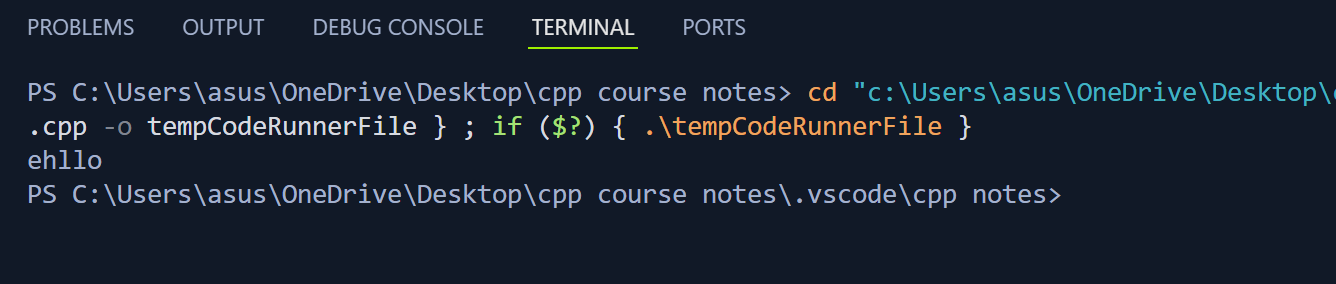 PROBLEMS OUTPUT DEBUG CONSOLE TERMINAL PORTS
PS C:\Users\asus\OneDrive\Desktop\cpp course notes> cd "c:\Users\asus\OneDrive\Desktop\
.cpp -o tempCodeRunnerFile } ; if ($?) { .\tempCodeRunnerFile }
ehllo
PS C:\Users\asus\OneDrive\Desktop\cpp course notes\.vscode\cpp notes>